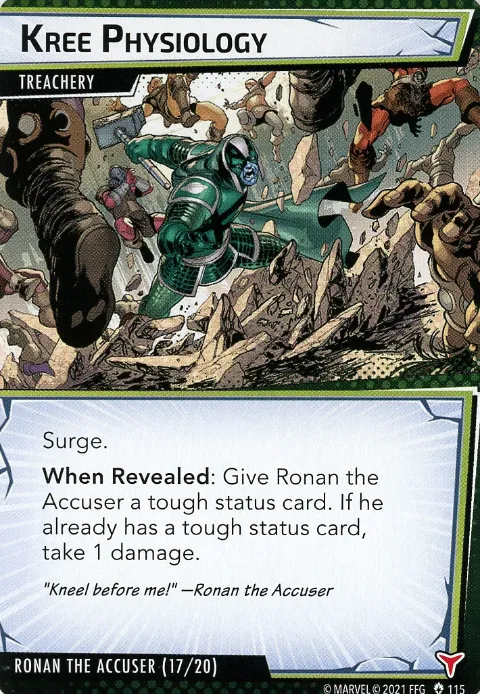 KREE PHYSIOLOGY
TREACHERY
Surge.
When Revealed: Give Ronan the
Accuser a tough status card. If he
already has a tough status card,
take 1 damage.
"Kneel before me!" —Ronan the Accuser
RONAN THE ACCUSER (17/20)
© MARVEL © 2021 FFG 115